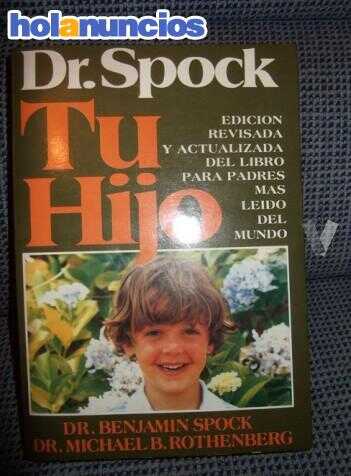 holanuncios
Dr. Spock
Tu
Hijo
EDICION
REVISADA
Y ACTUALIZADA
DEL LIBRO
PARA PADRES
MAS
LEIDO
DEL
MUNDO
DR. BENJAMIN SPOCK
DR. MICHAEL B. ROTHENBERG